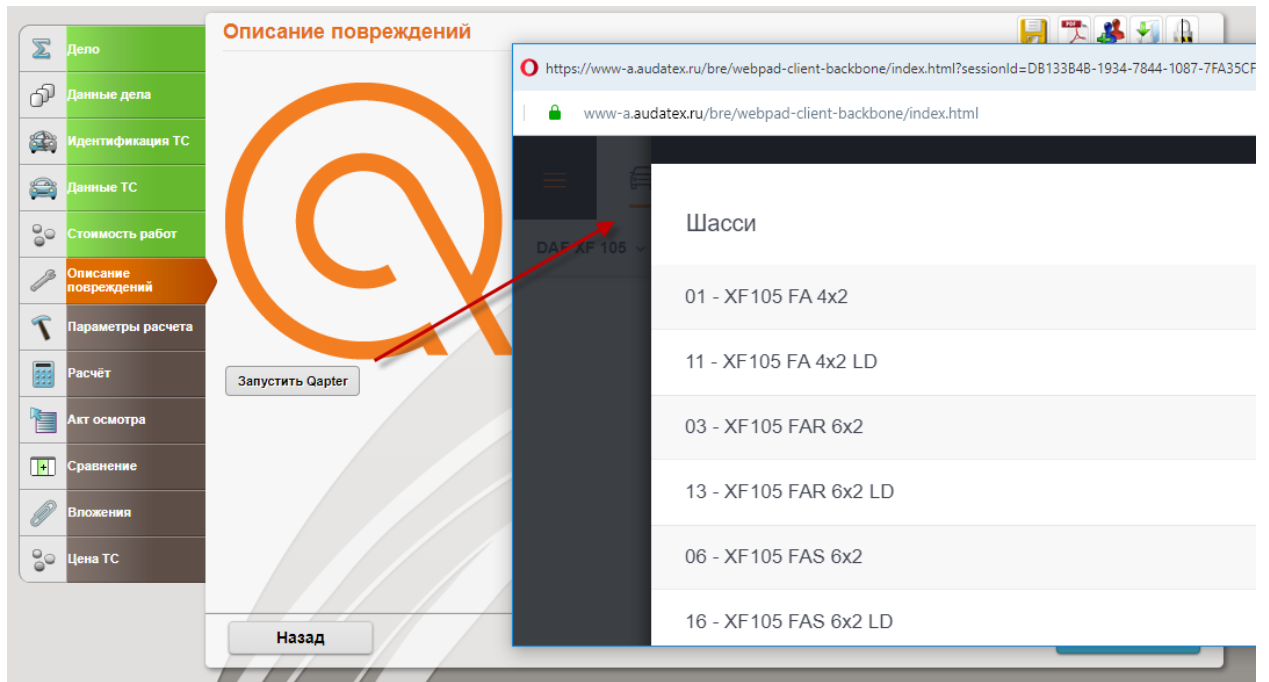 Дело
Данные дела
Идентификация ТС
Данные ТС
Стоимость работ
Описание
повреждений
Параметры расчета
Расчёт
Акт осмотра
Сравнение
Вложения
Цена ТС
Описание повреждений
PDF
Запустить Qapter
Назад
https://www-a.audatex.ru/bre/webpad-client-backbone/index.html?sessionId=DB133B4B-1934-7844-1087-7FA35CF
www-a.audatex.ru/bre/webpad-client-backbone/index.html
DAF XF 105
Шасси
01 - XF105 FA 4x2
11 - XF105 FA 4x2 LD
03 - XF105 FAR 6x2
13 - XF105 FAR 6x2 LD
06 - XF105 FAS 6x2
16 - XF105 FAS 6x2 LD